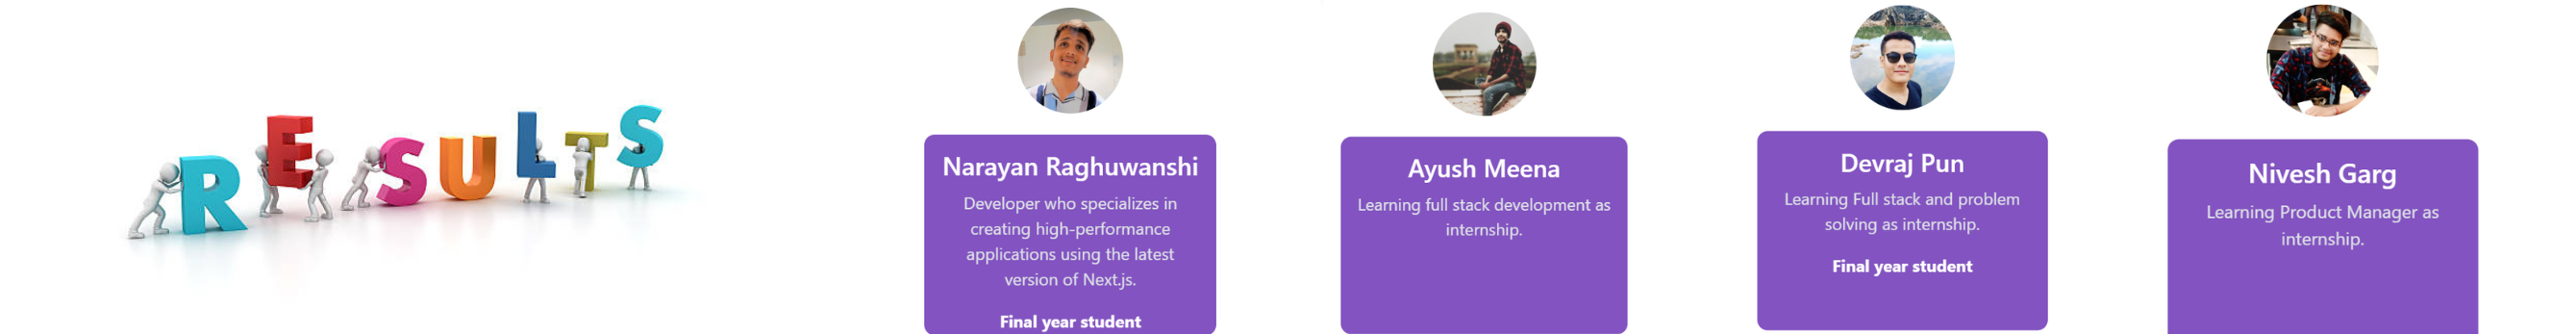 RESULTS
Narayan Raghuwanshi
Developer who specializes in
creating high-performance
applications using the latest
version of Next.js.
Final year student
Ayush Meena
Learning full stack development as
internship.
Devraj Pun
Learning Full stack and problem
solving as internship.
Final year student
Nivesh Garg
Learning Product Manager as
internship.